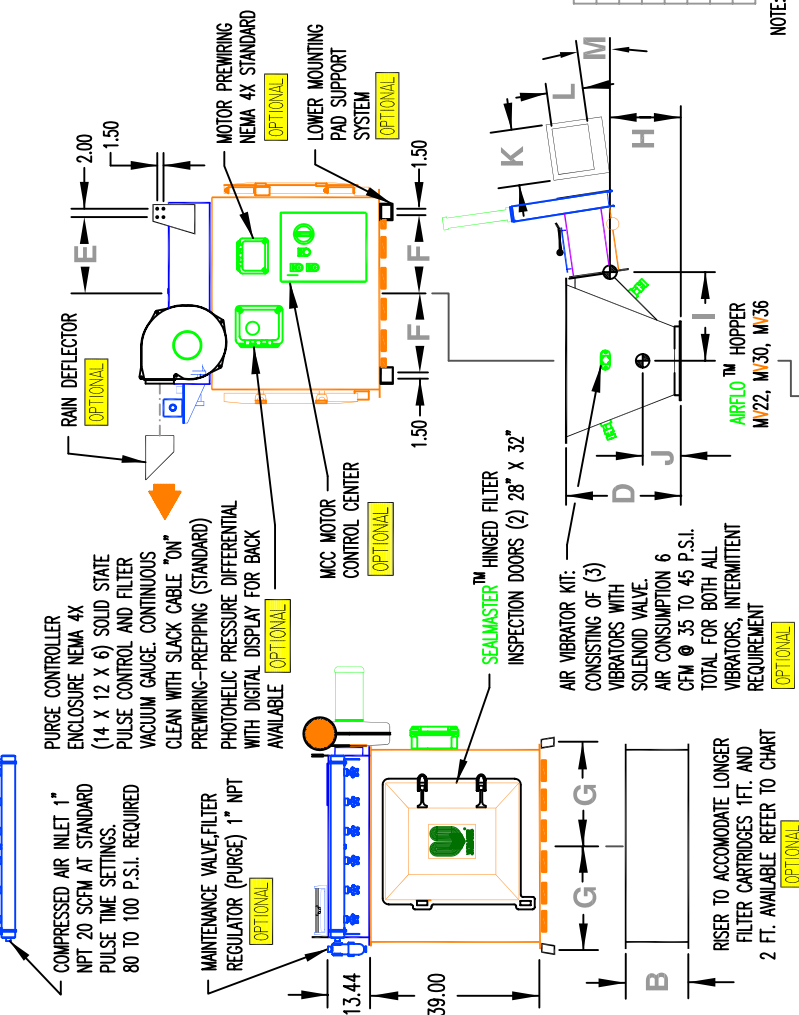 COMPRESSED AIR INLET 1"
NPT 20 SCFM AT STANDARD
PULSE TIME SETTINGS.
80 TO 100 P.S.I. REQUIRED
PURGE CONTROLLER
ENCLOSURE NEMA 4X
(14 X 12 X 6) SOLID STATE
PULSE CONTROL AND FILTER
VACUUM GAUGE. CONTINUOUS
CLEAN WITH SLACK CABLE "ON"
PREWIRING-PREPIPING (STANDARD)
PHOTOHELIC PRESSURE DIFFERENTIAL
WITH DIGITAL DISPLAY FOR BACK
AVAILABLE
OPTIONAL
RAIN DEFLECTOR
OPTIONAL
E
2.00
1.50
MOTOR PREWIRING
NEMA 4X STANDARD
OPTIONAL
LOWER MOUNTING
PAD SUPPORT
SYSTEM
OPTIONAL
1.50
F
F
1.50
MCC MOTOR
CONTROL CENTER
OPTIONAL
MAINTENANCE VALVE,FILTER
REGULATOR (PURGE) 1" NPT
OPTIONAL
13.44
39.00
SEALMASTER™ HINGED FILTER
INSPECTION DOORS (2) 28" X 32"
G
G
B
RISER TO ACCOMODATE LONGER
FILTER CARTRIDGES 1FT. AND
2 FT. AVAILABLE REFER TO CHART
OPTIONAL
AIR VIBRATOR KIT:
CONSISTING OF (3)
VIBRATORS WITH
SOLENOID VALVE.
AIR CONSUMPTION 6
CFM @ 35 TO 45 P.S.I.
TOTAL FOR BOTH ALL
VIBRATORS, INTERMITTENT
REQUIREMENT
OPTIONAL
D
J
I
H
K
L
M
AIRFLO™ HOPPER
MV22, MV30, MV36
NOTE: